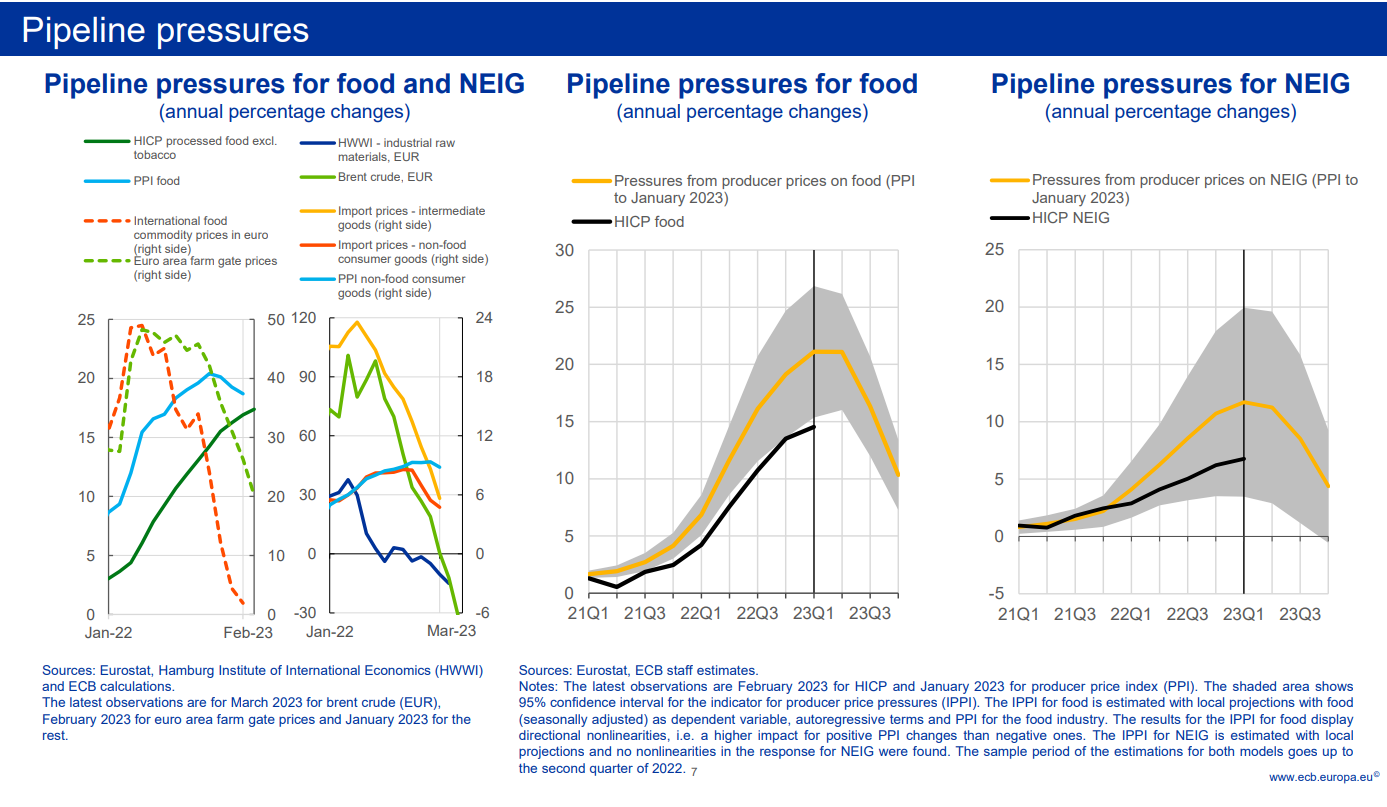 Pipeline pressures
Pipeline pressures for food and NEIG
(annual percentage changes)
HICP processed food excl.
tobacco
PPI food
International food
commodity prices in euro
(right side)
Euro area farm gate prices
(right side)
HWWI - industrial raw
materials, EUR
Brent crude, EUR
Import prices - intermediate
goods (right side)
Import prices - non-food
consumer goods (right side)
PPI non-food consumer
goods (right side)
25
20
15
10
5
0
50
40
30
20
10
0
Jan-22
Feb-23
120
90
60
30
0
-30
24
18
12
6
0
-6
Jan-22
Mar-23
Sources: Eurostat, Hamburg Institute of International Economics (HWWI)
and ECB calculations.
The latest observations are for March 2023 for brent crude (EUR),
February 2023 for euro area farm gate prices and January 2023 for the
rest.
Pipeline pressures for food
(annual percentage changes)
Pressures from producer prices on food (PPI
to January 2023)
HICP food
30
25
20
15
10
5
0
21Q1
21Q3
22Q1
22Q3
23Q1
23Q3
Pipeline pressures for NEIG
(annual percentage changes)
Pressures from producer prices on NEIG (PPI to
January 2023)
HICP NEIG
25
20
15
10
5
0
-5
21Q1
21Q3
22Q1
22Q3
23Q1
23Q3
Sources: Eurostat, ECB staff estimates.
Notes: The latest observations are February 2023 for HICP and January 2023 for producer price index (PPI). The shaded area shows
95% confidence interval for the indicator for producer price pressures (IPPI). The IPPI for food is estimated with local projections with food
(seasonally adjusted) as dependent variable, autoregressive terms and PPI for the food industry. The results for the IPPI for food display
directional nonlinearities, i.e. a higher impact for positive PPI changes than negative ones. The IPPI for NEIG is estimated with local
projections and no nonlinearities in the response for NEIG were found. The sample period of the estimations for both models goes up to
the second quarter of 2022.
7
www.ecb.europa.eu©